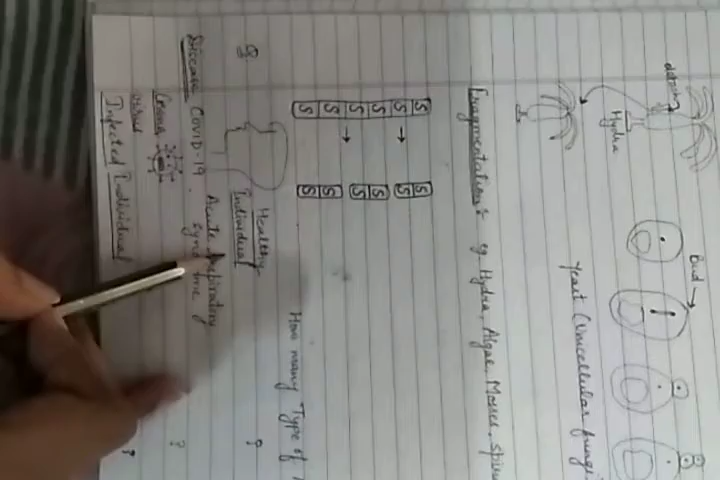 Bud →
Hydra
Yeast (Unicellular fungi
Fragmentation :- eg Hydra, Algae, Mosses, spir
S S S S S S
S S S S S S
How many Type of
Healthy
Individual
?
Disease COVID-19. Acute Respiratory
Syndrome
Corona
?
virus
Infected Individual
?